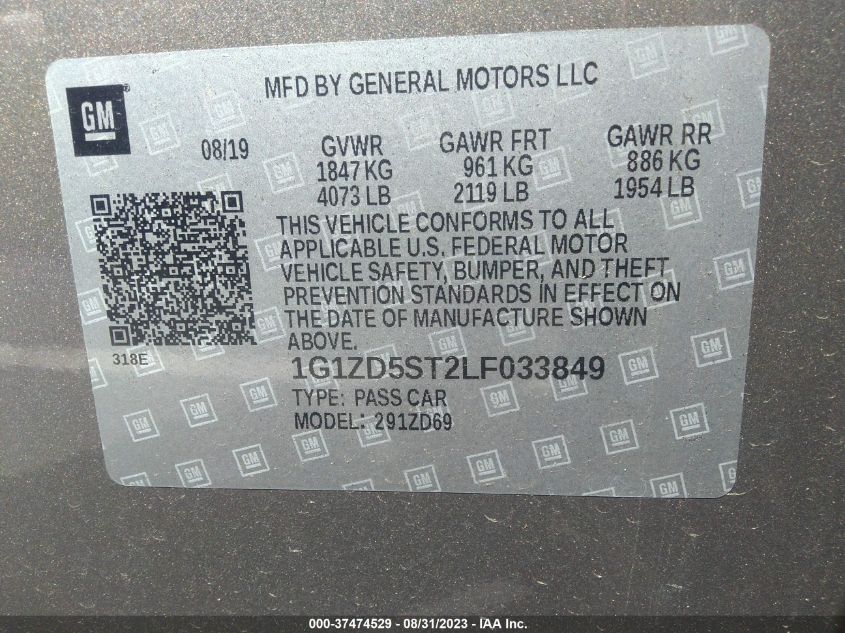 MFD BY GENERAL MOTORS LLC
GM
08/19 GVWR GAWR FRT GAWR RR
1847 KG 961 KG 886 KG
4073 LB 2119 LB 1954 LB
THIS VEHICLE CONFORMS TO ALL
APPLICABLE U.S. FEDERAL MOTOR
VEHICLE SAFETY, BUMPER, AND THEFT
PREVENTION STANDARDS IN EFFECT ON
THE DATE OF MANUFACTURE SHOWN
ABOVE.
318E
1G1ZD5ST2LF033849
TYPE: PASS CAR
MODEL: 291ZD69
000-37474529 - 08/31/2023 - IAA Inc.